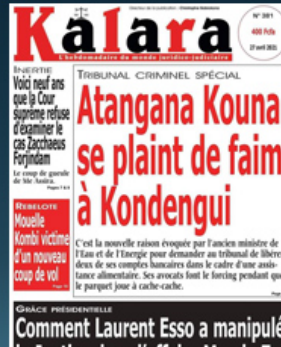 Kalara
N° 381
400 Fcfa
27 avril 2021
L'hebdomadaire du monde juridico-judiciaire
INERTIE
Voici neuf ans
que la Cour
suprême refuse
d'examiner le
cas Zacchaeus
Forjindam
Le coup de gueule
de Me Assira.
REBELOTE
Mouelle
Kombi victime
d'un nouveau
coup de vol
TRIBUNAL CRIMINEL SPÉCIAL
Atangana Kouna
se plaint de faim
à Kondengui
C'est la nouvelle raison évoquée par l'ancien ministre de
l'Eau et de l'Energie pour demander au tribunal de libére
deux de ses comptes bancaires dans le cadre d'une assis-
tance alimentaire. Ses avocats font le forcing pendant que
le parquet joue à cache-cache.
GRÂCE PRÉSIDENTIELLE
Comment Laurent Esso a manipulé